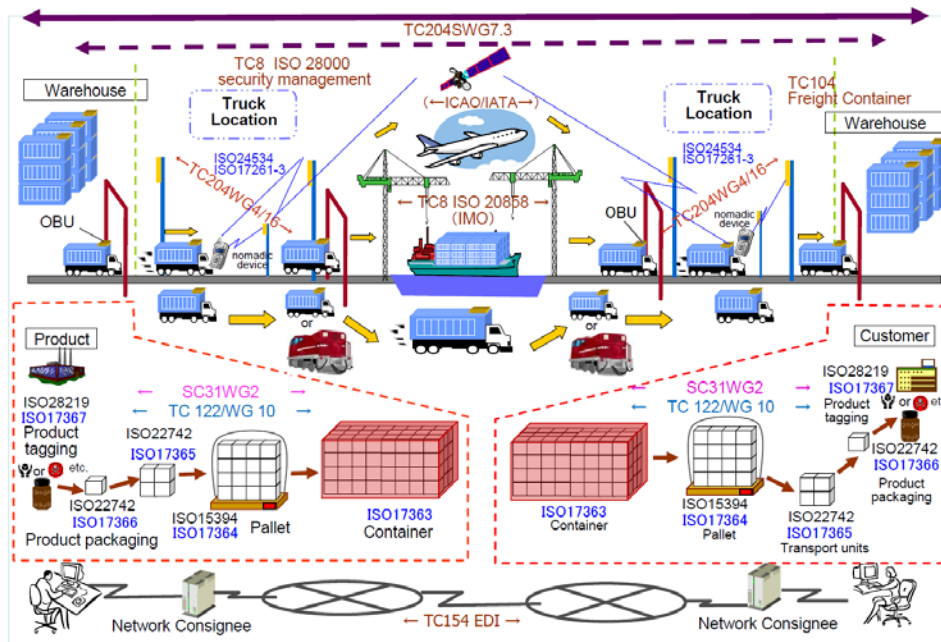 TC204SWG7.3
TC8 ISO 28000
security management
(←ICAO/IATA→)
TC104
Freight Container
Warehouse
Truck
Location
Truck
Location
Warehouse
ISO24534
ISO17261-3
ISO24534
ISO17261-3
←TC204WG4/16→
← TC8 ISO 20858 →
(IMO)
←TC204WG4/16→
OBU
nomadic
device
OBU
nomadic
device
or
or
Product
ISO28219
ISO17367
Product
tagging
or
etc.
← SC31WG2 →
← TC 122/WG 10 →
ISO22742
ISO17365
ISO22742
ISO17366
Product packaging
ISO15394
ISO17364
Pallet
ISO17363
Container
Customer
ISO28219
ISO17367
Product
tagging
or
et
← SC31WG2 →
← TC 122/WG 10 →
ISO22742
ISO17366
Product
packaging
ISO17363
Container
ISO15394
ISO17364
Pallet
ISO22742
ISO17365
Transport units
Network Consignee
← TC154 EDI →
Network Consignee